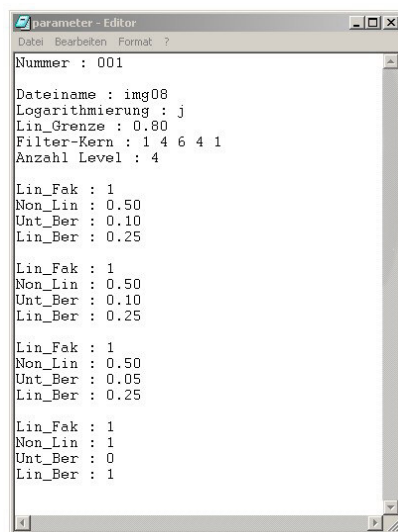 parameter - Editor
Datei Bearbeiten Format ?
Nummer : 001
Dateiname : img08
Logarithmierung : j
Lin_Grenze : 0.80
Filter-Kern : 1 4 6 4 1
Anzahl Level : 4
Lin_Fak : 1
Non_Lin : 0.50
Unt_Ber : 0.10
Lin_Ber : 0.25
Lin_Fak : 1
Non_Lin : 0.50
Unt_Ber : 0.10
Lin_Ber : 0.25
Lin_Fak : 1
Non_Lin : 0.50
Unt_Ber : 0.05
Lin_Ber : 0.25
Lin_Fak : 1
Non_Lin : 1
Unt_Ber : 0
Lin_Ber : 1